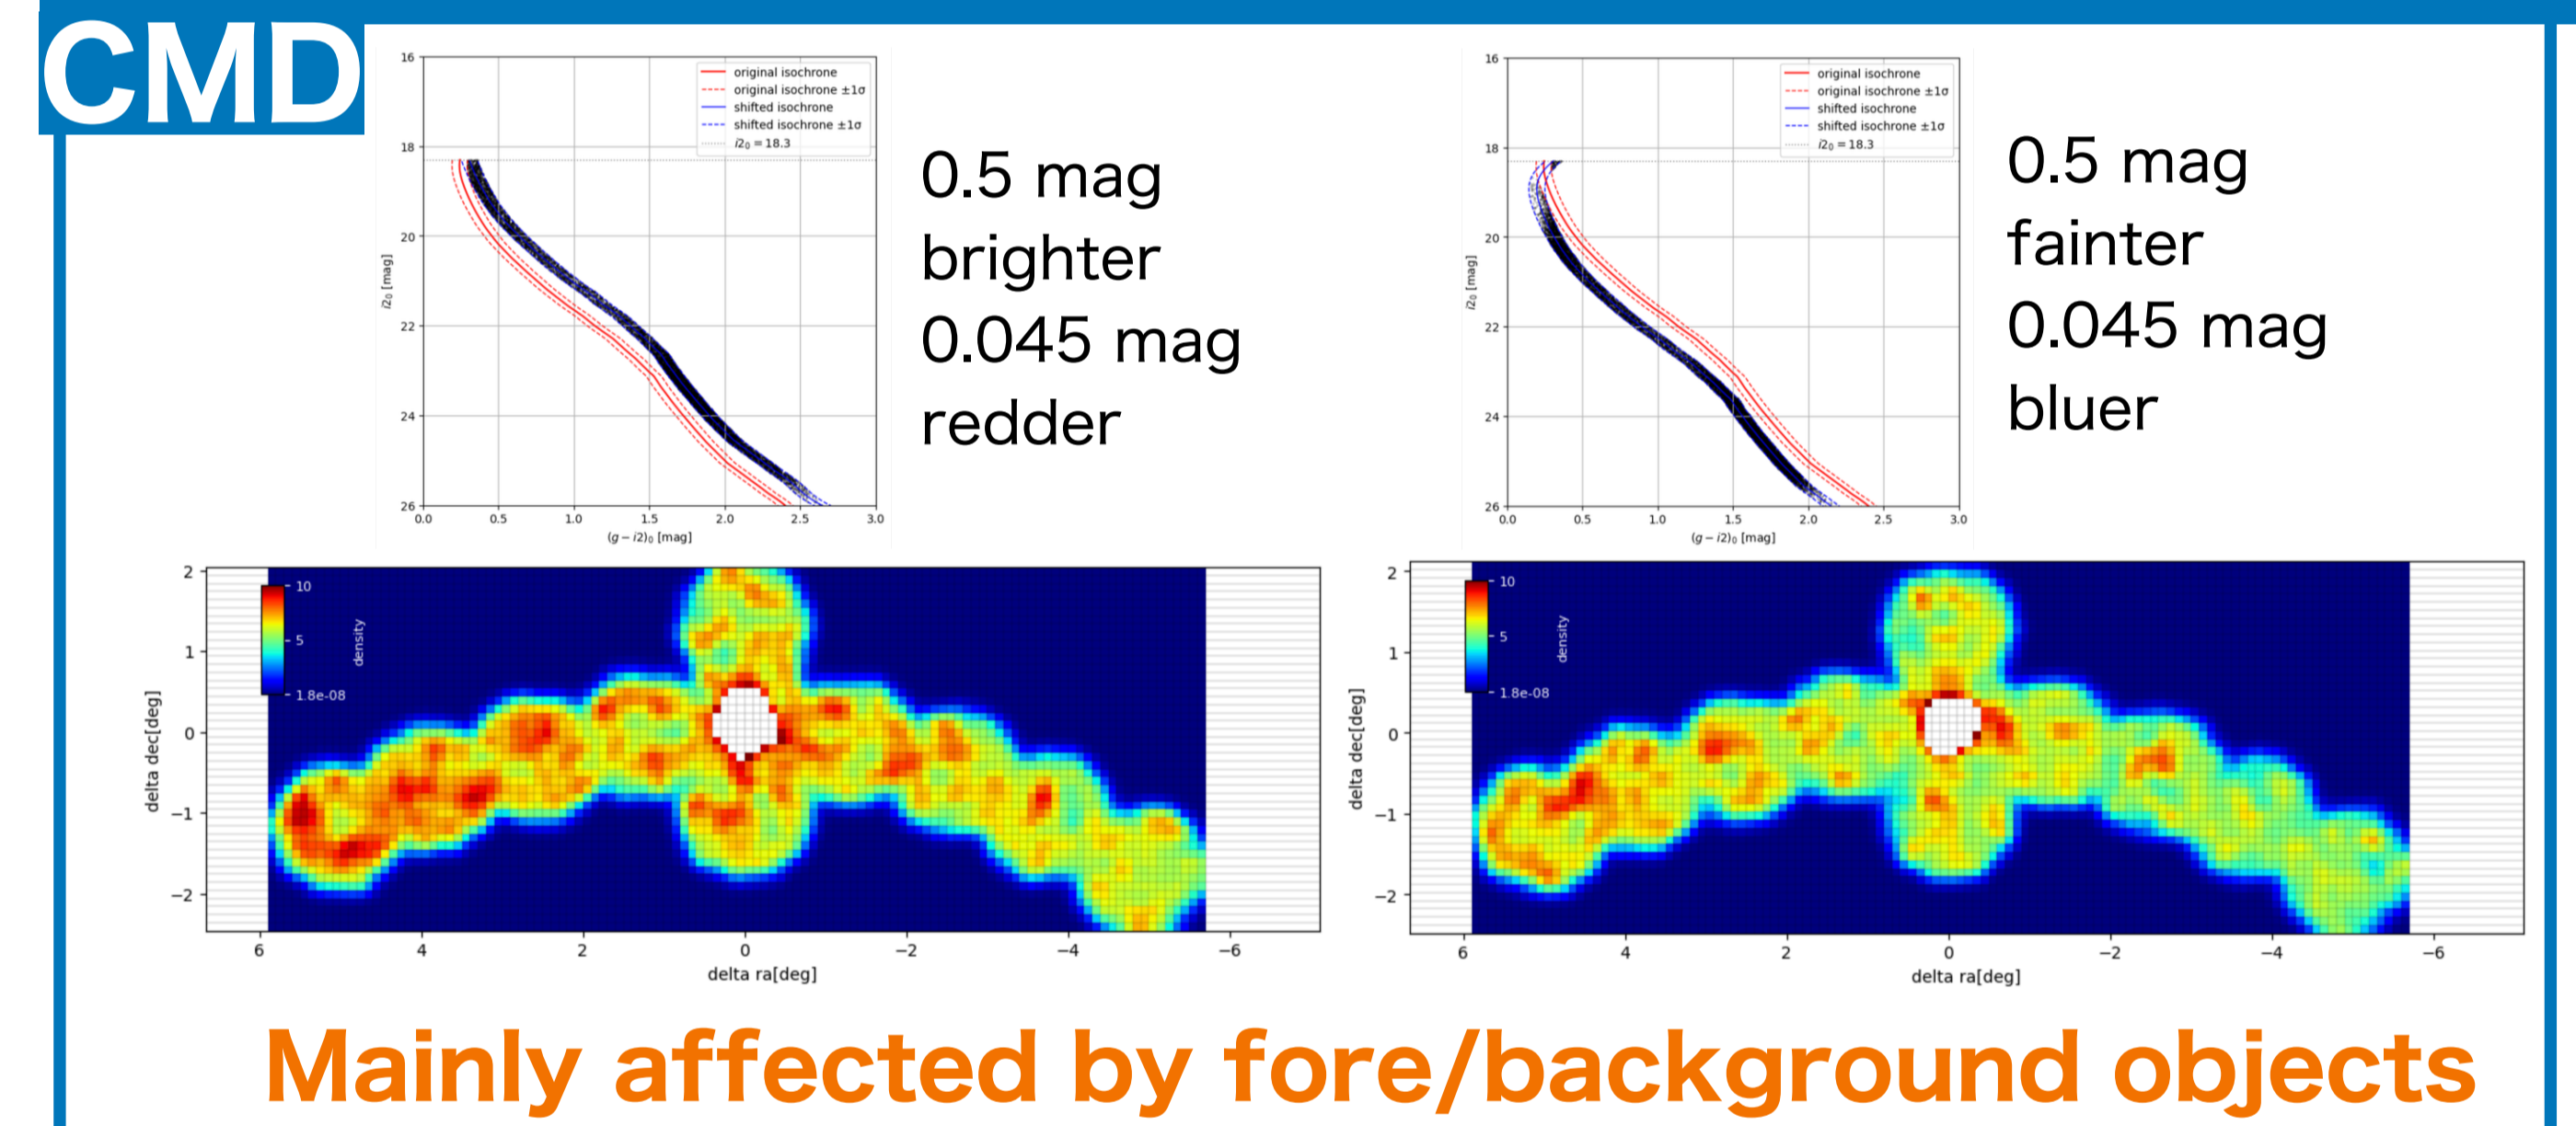 CMD
16
18
20
22
24
26
i2₀ [mag]
original isochrone
original isochrone ±1σ
shifted isochrone
shifted isochrone ±1σ
i2₀ = 18.3
0.0 0.5 1.0 1.5 2.0 2.5 3.0
(g − i2)₀ [mag]
0.5 mag
brighter
0.045 mag
redder
16
18
20
22
24
26
i2₀ [mag]
original isochrone
original isochrone ±1σ
shifted isochrone
shifted isochrone ±1σ
i2₀ = 18.3
0.0 0.5 1.0 1.5 2.0 2.5 3.0
(g − i2)₀ [mag]
0.5 mag
fainter
0.045 mag
bluer
2
1
0
−1
−2
delta dec[deg]
10
5
1.8e-08
density
6 4 2 0 −2 −4 −6
delta ra[deg]
2
1
0
−1
−2
delta dec[deg]
10
5
1.8e-08
density
6 4 2 0 −2 −4 −6
delta ra[deg]
Mainly affected by fore/background objects